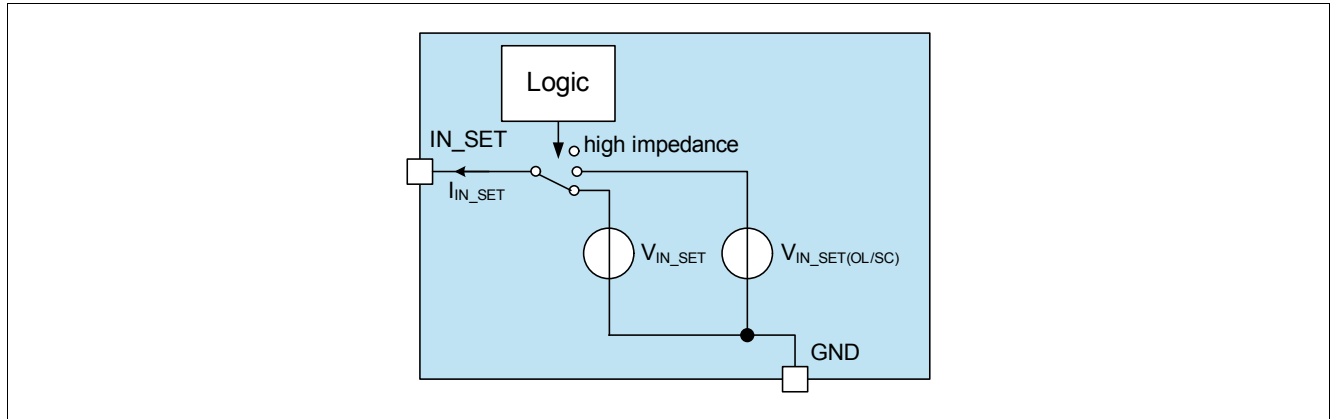 Logic
IN_SET
high impedance
I_IN_SET
V_IN_SET
V_IN_SET(OL/SC)
GND